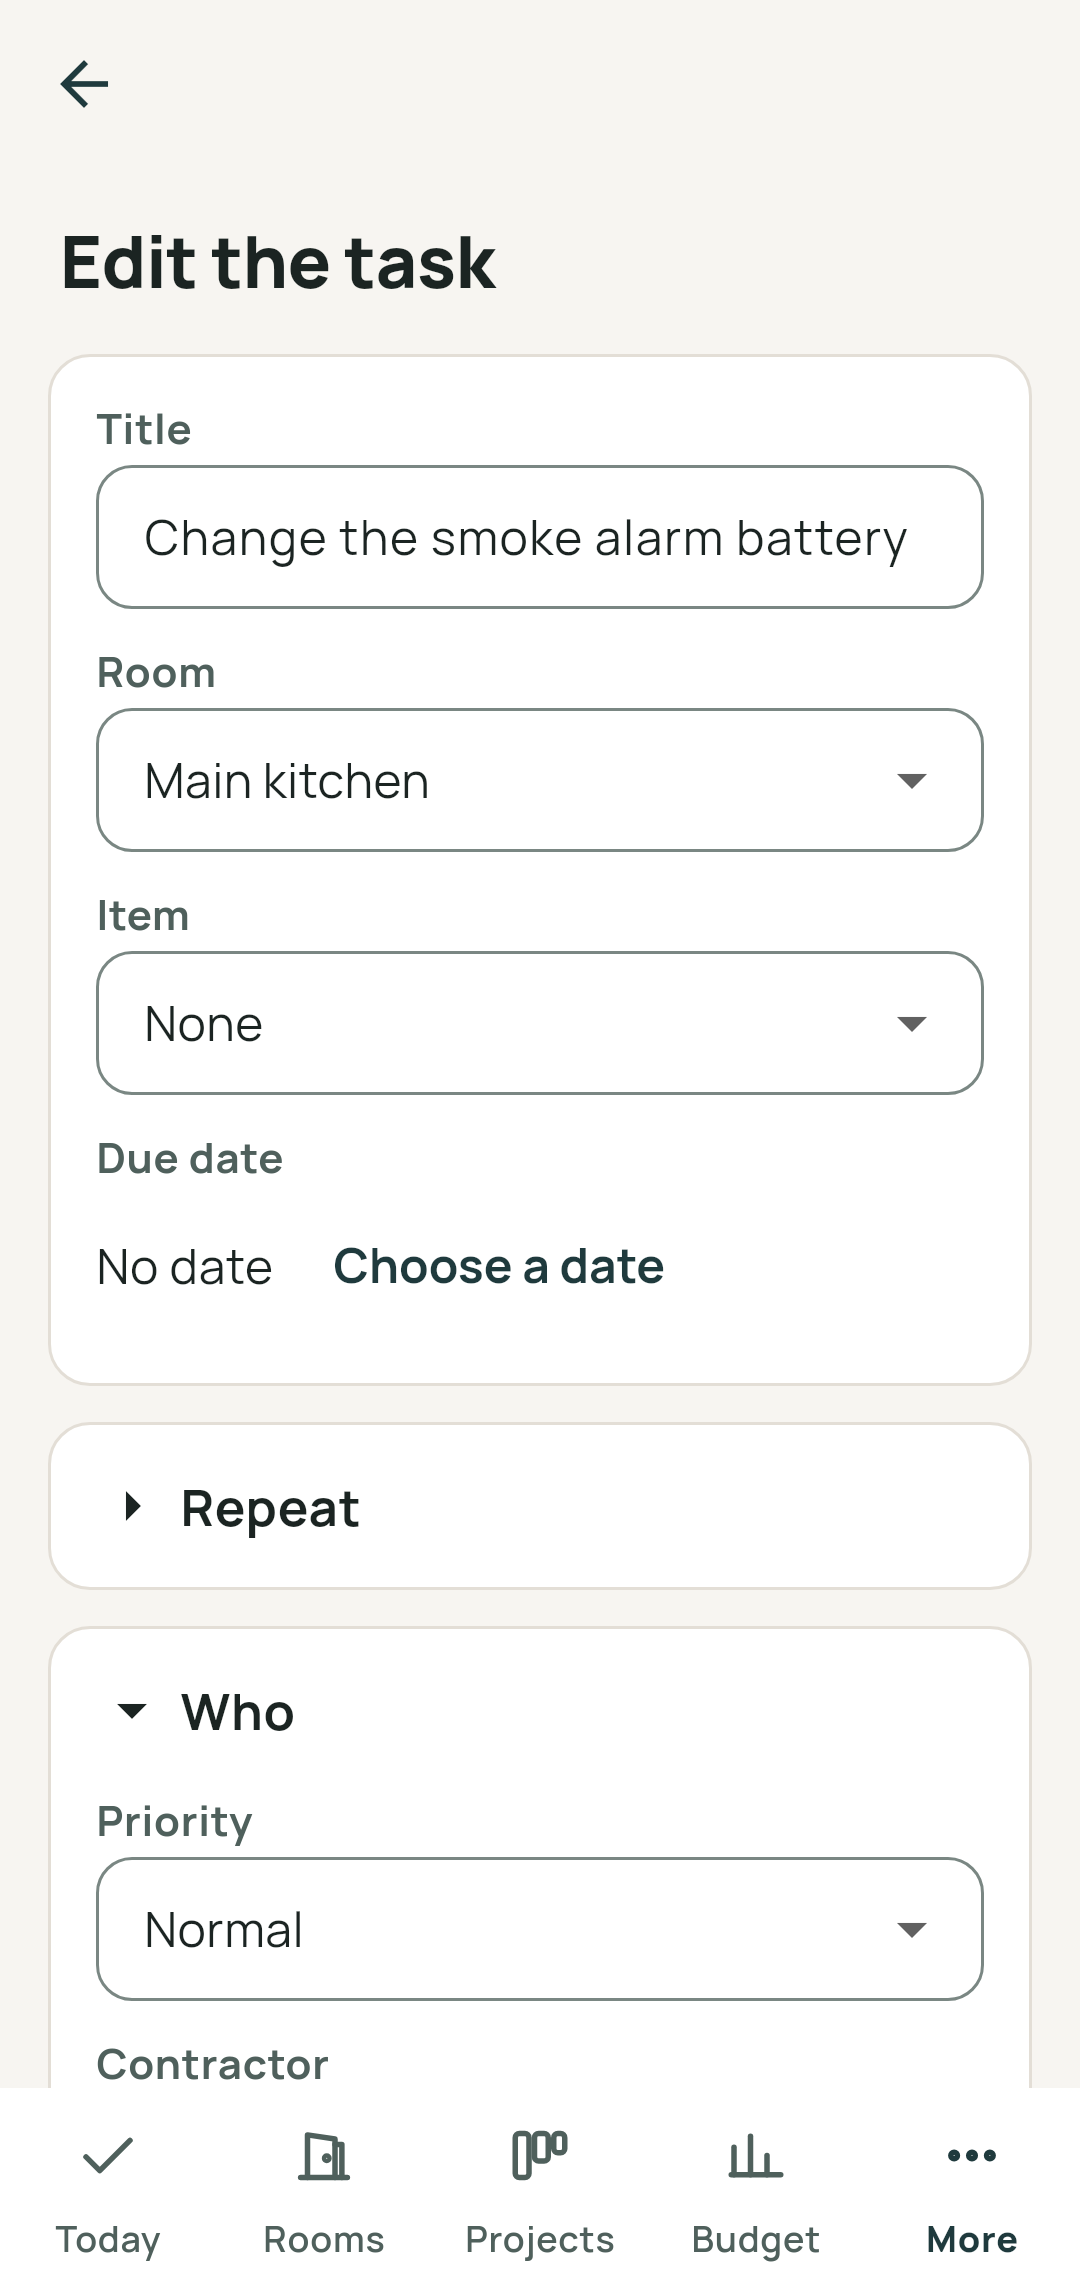 Edit the task
Title
Change the smoke alarm battery
Room
Main kitchen
Item
None
Due date
No date Choose a date
Repeat
Who
Priority
Normal
Contractor
Today Rooms Projects Budget More